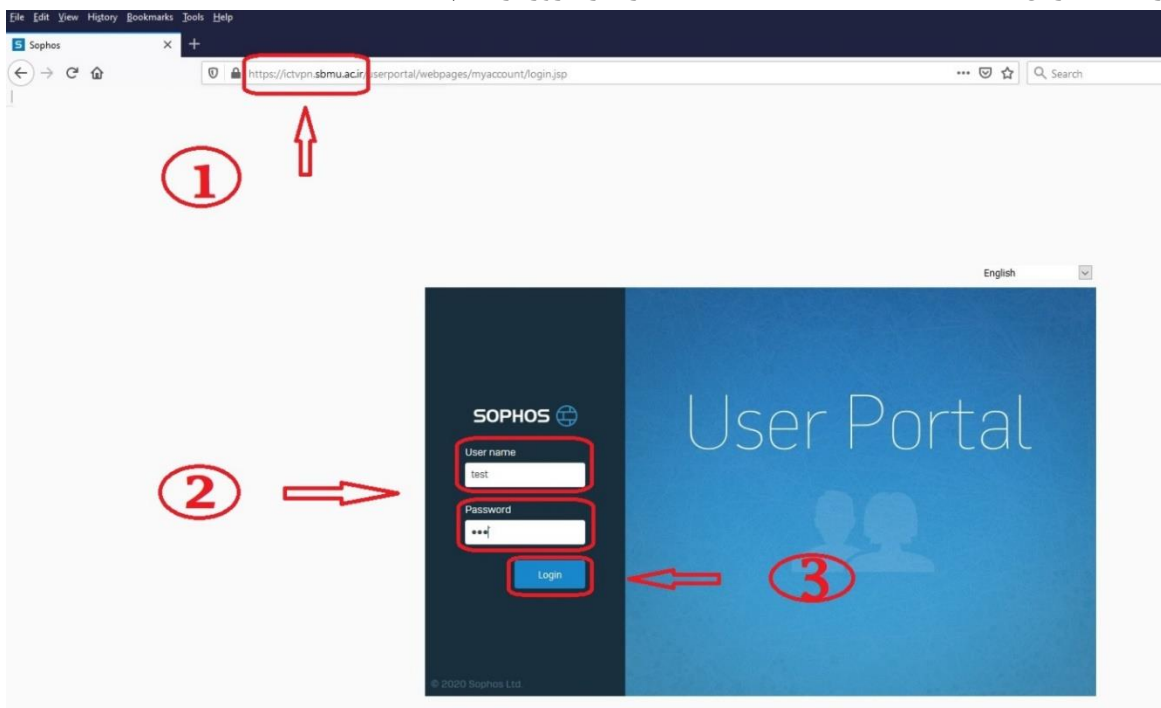 File Edit View History Bookmarks Tools Help
Sophos
https://ictvpn.sbmu.ac.ir/userportal/webpages/myaccount/login.jsp
Search
1
English
SOPHOS
User Portal
User name
test
2
Password
Login
3
© 2020 Sophos Ltd.